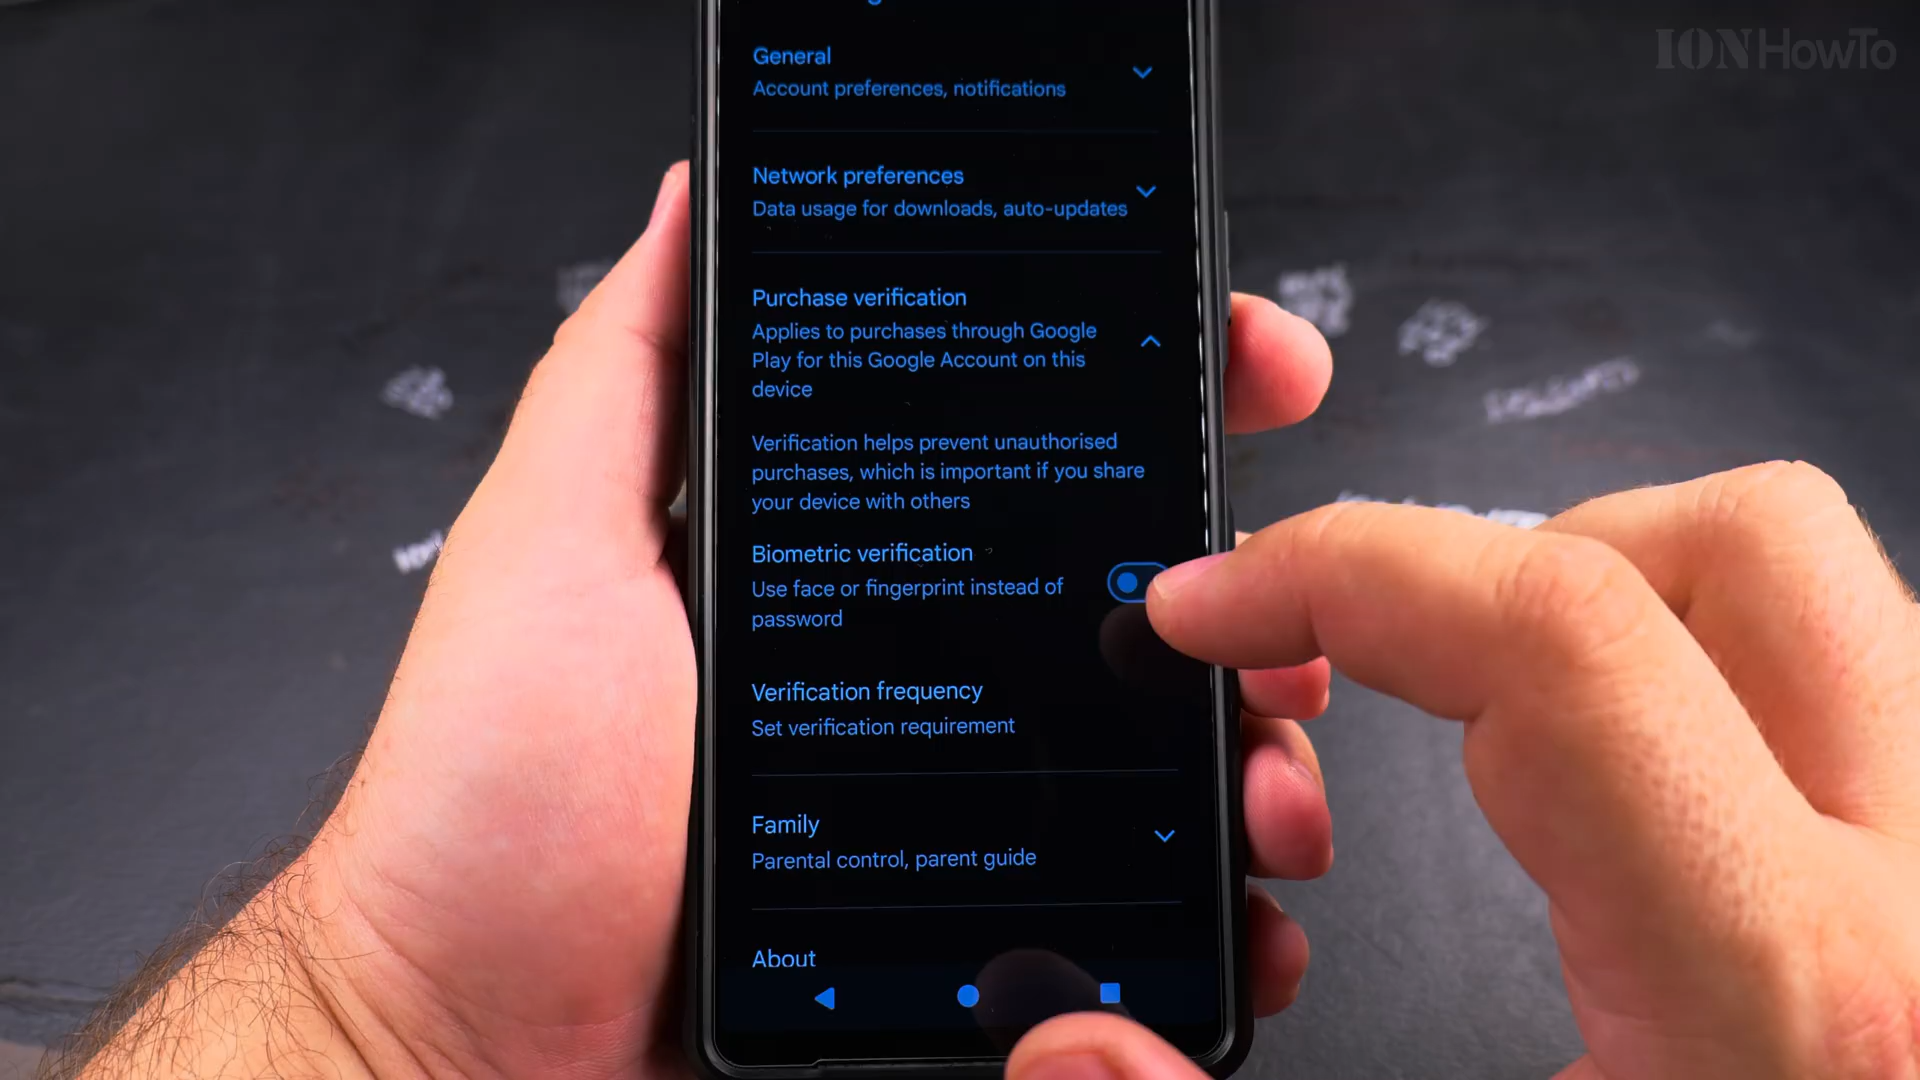 IONHowTo
General
Account preferences, notifications
Network preferences
Data usage for downloads, auto-updates
Purchase verification
Applies to purchases through Google
Play for this Google Account on this
device
Verification helps prevent unauthorised
purchases, which is important if you share
your device with others
Biometric verification
Use face or fingerprint instead of
password
Verification frequency
Set verification requirement
Family
Parental control, parent guide
About